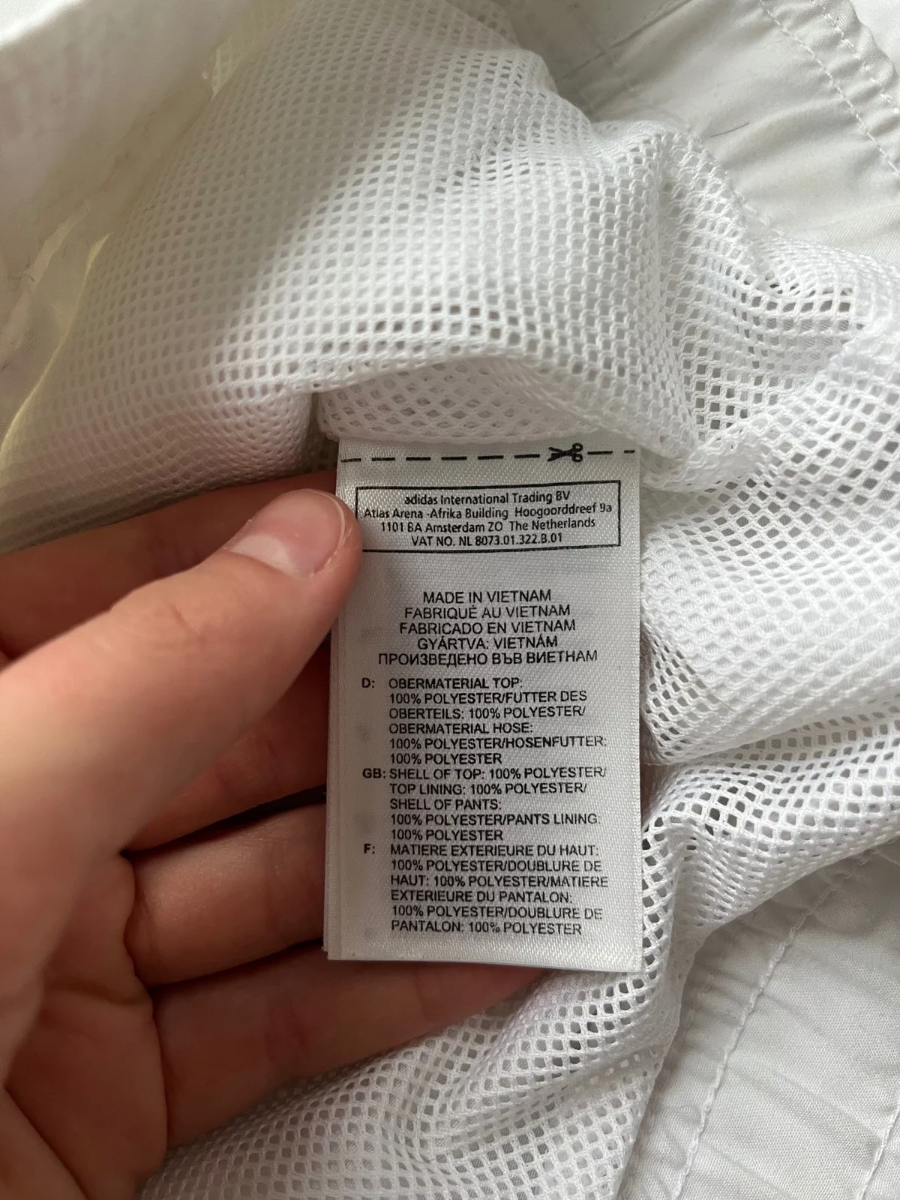 adidas International Trading BV
Atlas Arena -Afrika Building Hoogoorddreef 9a
1101 BA Amsterdam ZO The Netherlands
VAT NO. NL 8073.01.322.B.01
MADE IN VIETNAM
FABRIQUÉ AU VIETNAM
FABRICADO EN VIETNAM
GYÁRTVA: VIETNÁM
ПРОИЗВЕДЕНО ВЪВ ВИЕТНАМ
D: OBERMATERIAL TOP:
100% POLYESTER/FUTTER DES
OBERTEILS: 100% POLYESTER/
OBERMATERIAL HOSE:
100% POLYESTER/HOSENFUTTER:
100% POLYESTER
GB: SHELL OF TOP: 100% POLYESTER/
TOP LINING: 100% POLYESTER/
SHELL OF PANTS:
100% POLYESTER/PANTS LINING:
100% POLYESTER
F: MATIERE EXTERIEURE DU HAUT:
100% POLYESTER/DOUBLURE DE
HAUT: 100% POLYESTER/MATIERE
EXTERIEURE DU PANTALON:
100% POLYESTER/DOUBLURE DE
PANTALON: 100% POLYESTER